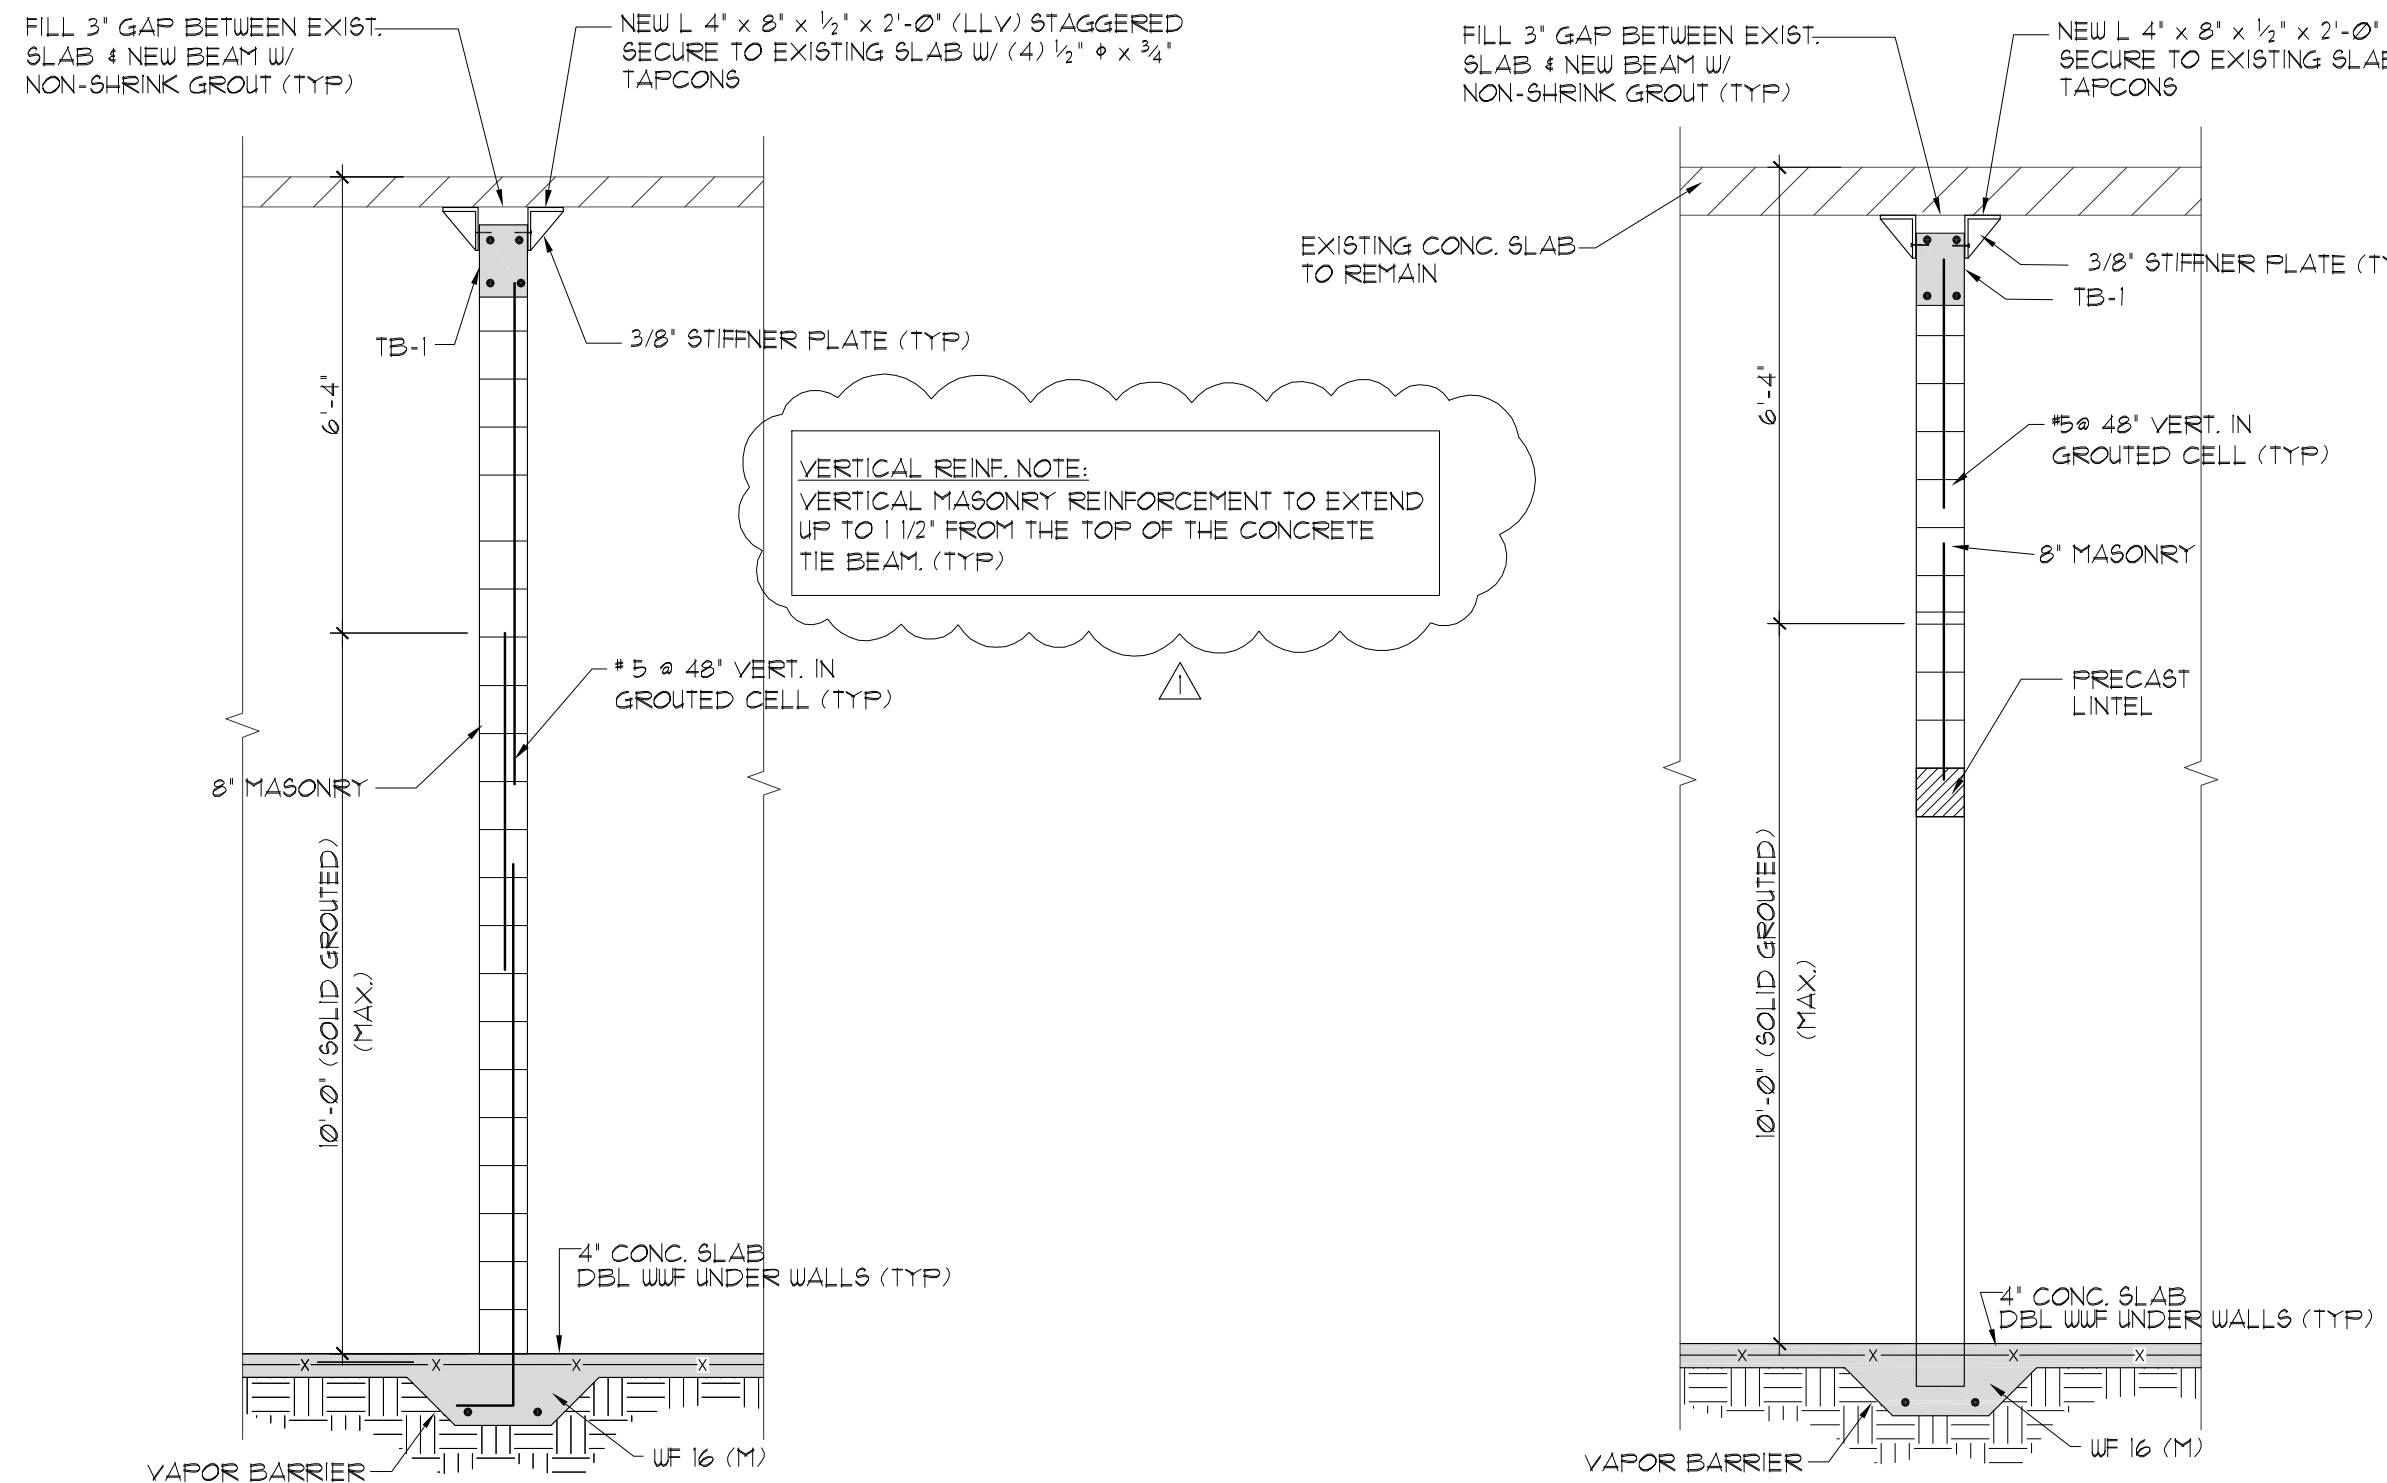 FILL 3" GAP BETWEEN EXIST.
SLAB & NEW BEAM W/
NON-SHRINK GROUT (TYP)
NEW L 4" x 8" x ½" x 2'-0" (LLV) STAGGERED
SECURE TO EXISTING SLAB W/ (4) ½" ϕ x ¾"
TAPCONS
TB-1
3/8" STIFFNER PLATE (TYP)
6'-4"
VERTICAL REINF. NOTE:
VERTICAL MASONRY REINFORCEMENT TO EXTEND
UP TO 1 1/2" FROM THE TOP OF THE CONCRETE
TIE BEAM. (TYP)
1
# 5 @ 48" VERT. IN
GROUTED CELL (TYP)
8" MASONRY
10'-0" (SOLID GROUTED)
(MAX.)
4" CONC. SLAB
DBL WWF UNDER WALLS (TYP)
X X X X
VAPOR BARRIER
WF 16 (M)
FILL 3" GAP BETWEEN EXIST.
SLAB & NEW BEAM W/
NON-SHRINK GROUT (TYP)
NEW L 4" x 8" x ½" x 2'-0"
SECURE TO EXISTING SLAB
TAPCONS
EXISTING CONC. SLAB
TO REMAIN
3/8" STIFFNER PLATE (TY
TB-1
6'-4"
#5@ 48" VERT. IN
GROUTED CELL (TYP)
8" MASONRY
PRECAST
LINTEL
10'-0" (SOLID GROUTED)
(MAX.)
4" CONC. SLAB
DBL WWF UNDER WALLS (TYP)
X X X X
VAPOR BARRIER
WF 16 (M)